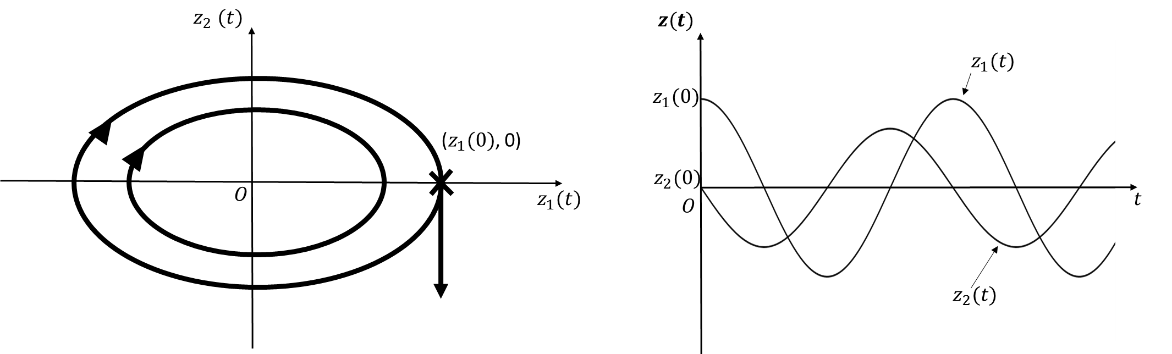 z₂ (t)
(z₁(0), 0)
O
z₁(t)
z(t)
z₁(t)
z₁(0)
z₂(0)
O
t
z₂(t)